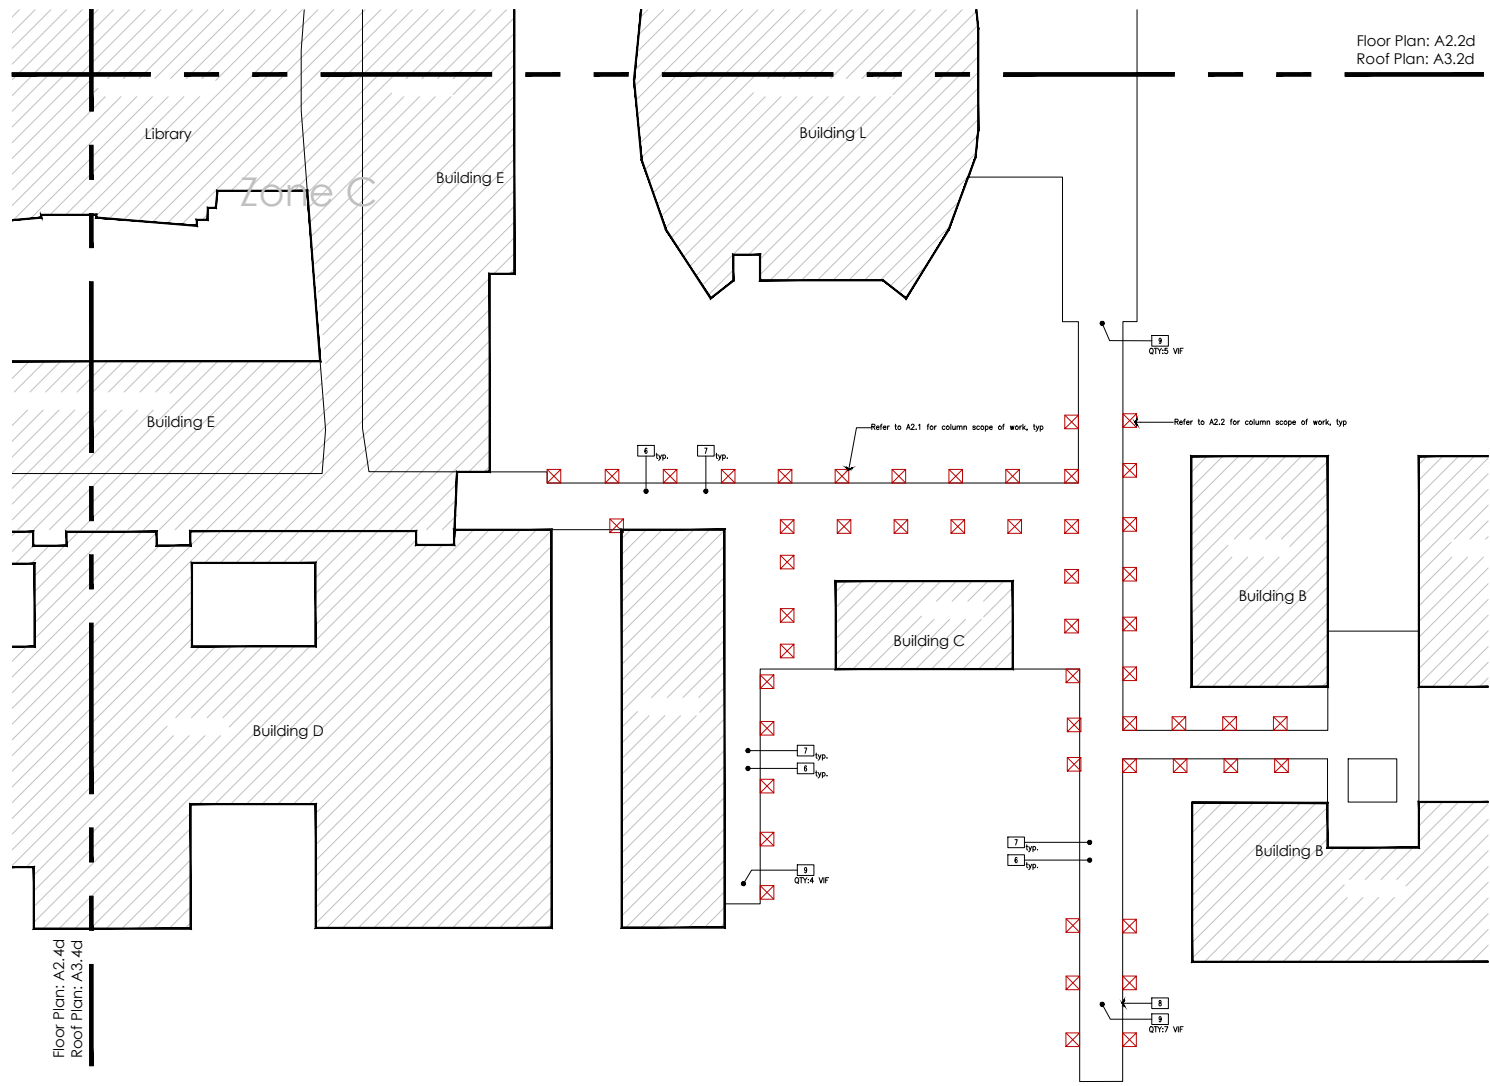 Floor Plan: A2.2d
Roof Plan: A3.2d
Library
Building L
Building E
Zone C
9
QTY:5 VIF
Building E
Refer to A2.1 for column scope of work, typ
Refer to A2.2 for column scope of work, typ
6
typ.
7
typ.
Building B
Building C
Building D
7
typ.
6
typ.
7
typ.
6
typ.
Building B
9
QTY:4 VIF
Floor Plan: A2.4d
Roof Plan: A3.4d
8
9
QTY:7 VIF